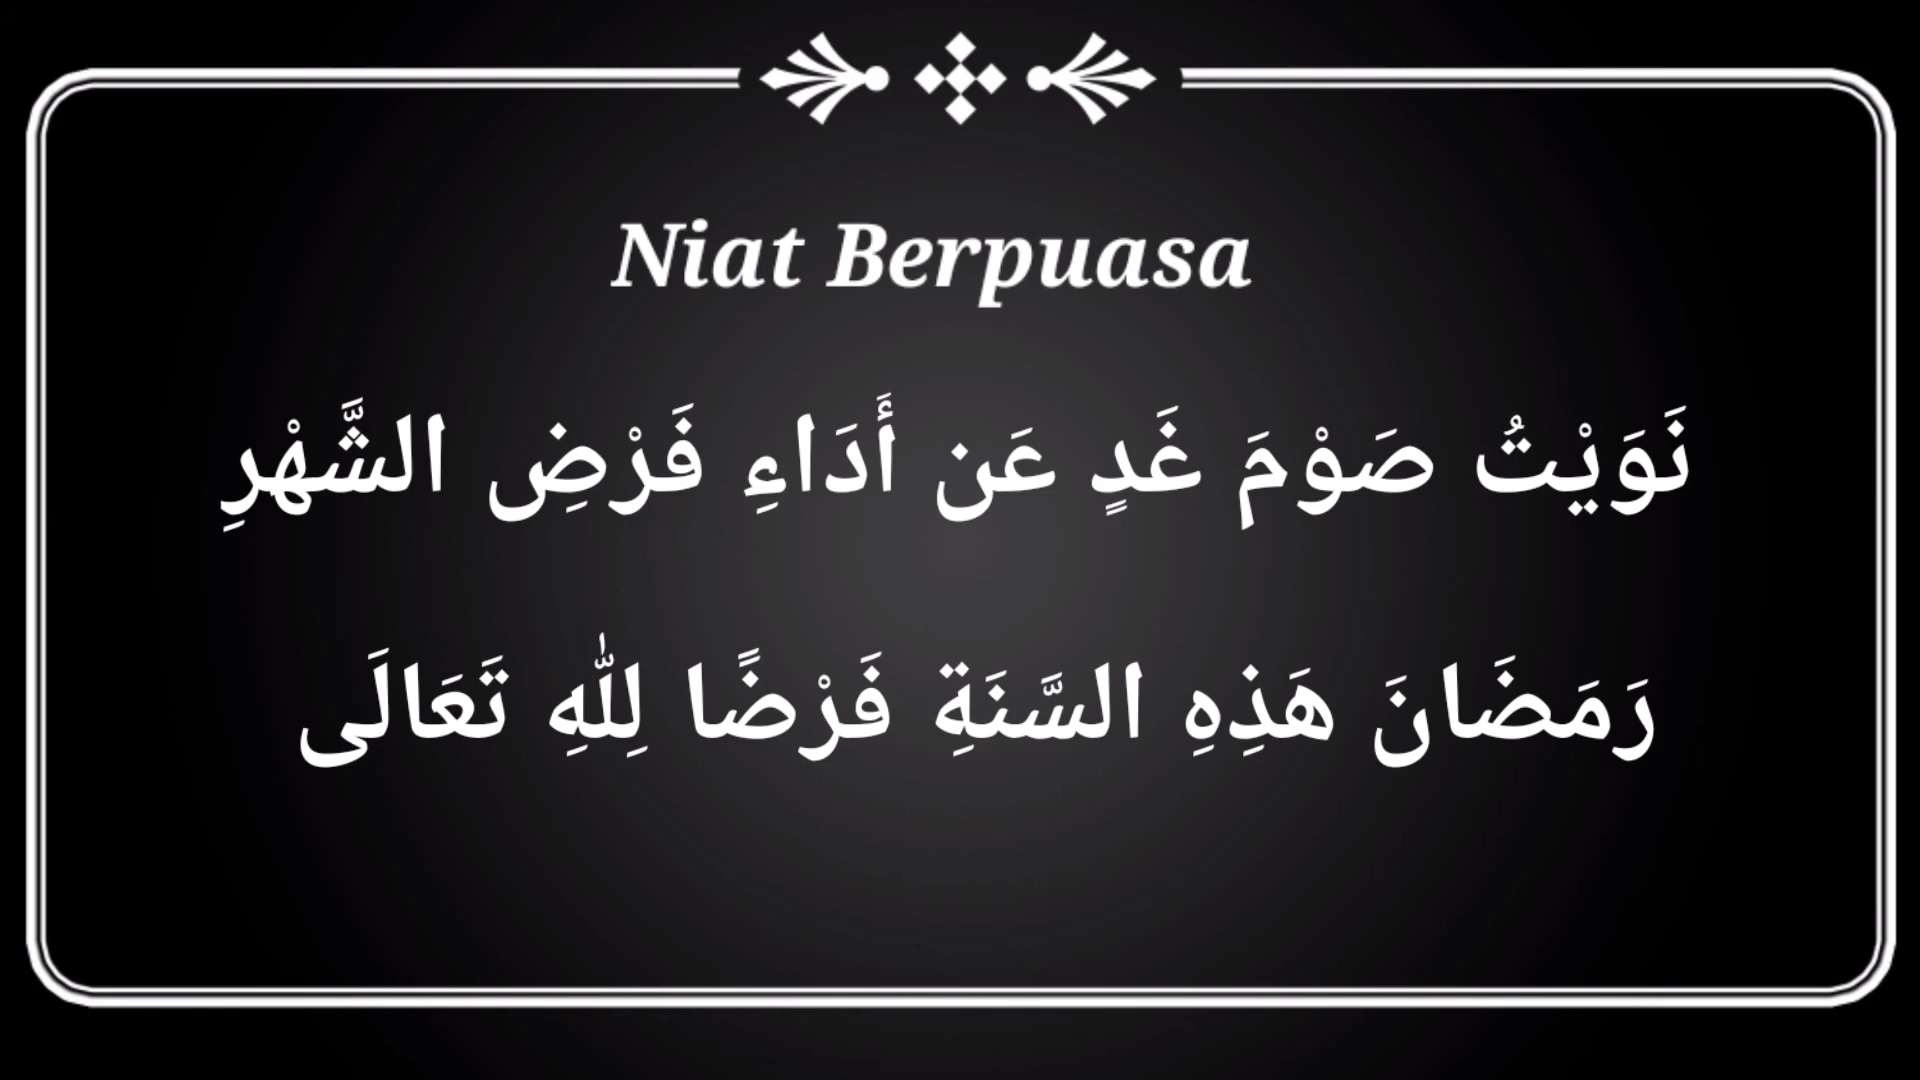 Niat Berpuasa
نَوَيْتُ صَوْمَ غَدٍ عَن أَدَاءِ فَرْضِ الشَّهْرِ
رَمَضَانَ هَذِهِ السَّنَةِ فَرْضًا لِلّٰهِ تَعَالَى